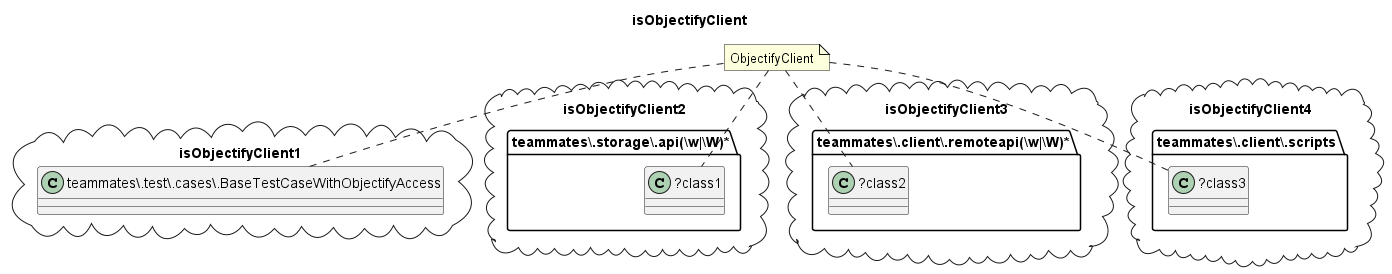 isObjectifyClient
ObjectifyClient
isObjectifyClient1
C teammates\.test\.cases\.BaseTestCaseWithObjectifyAccess
isObjectifyClient2
teammates\.storage\.api(\w|\W)*
C ?class1
isObjectifyClient3
teammates\.client\.remoteapi(\w|\W)*
C ?class2
isObjectifyClient4
teammates\.client\.scripts
C ?class3